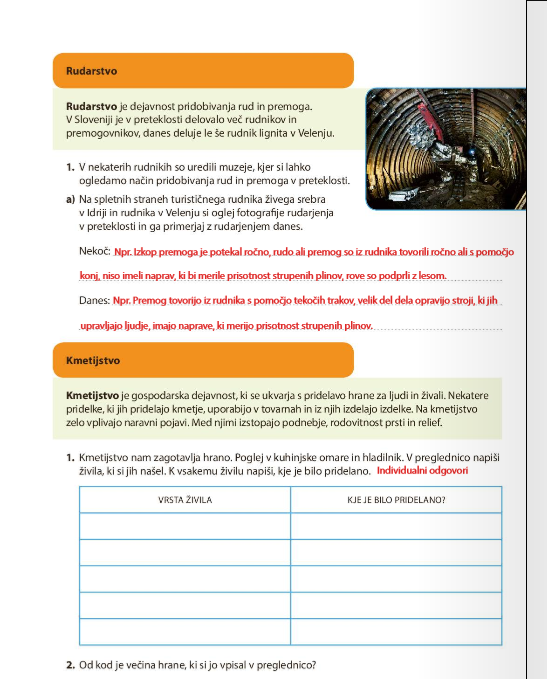 Rudarstvo
Rudarstvo je dejavnost pridobivanja rud in premoga.
V Sloveniji je v preteklosti delovalo več rudnikov in
premogovnikov, danes deluje le še rudnik lignita v Velenju.
1. V nekaterih rudnikih so uredili muzeje, kjer si lahko
ogledamo način pridobivanja rud in premoga v preteklosti.
a) Na spletnih straneh turističnega rudnika živega srebra
v Idriji in rudnika v Velenju si oglej fotografije rudarjenja
v preteklosti in ga primerjaj z rudarjenjem danes.
Nekoč: Npr. Izkop premoga je potekal ročno, rudo ali premog so iz rudnika tovorili ročno ali s pomočjo
konj, niso imeli naprav, ki bi merile prisotnost strupenih plinov, rove so podprli z lesom.
Danes: Npr. Premog tovorijo iz rudnika s pomočjo tekočih trakov, velik del dela opravijo stroji, ki jih
upravljajo ljudje, imajo naprave, ki merijo prisotnost strupenih plinov.
Kmetijstvo
Kmetijstvo je gospodarska dejavnost, ki se ukvarja s pridelavo hrane za ljudi in živali. Nekatere
pridelke, ki jih pridelajo kmetje, uporabijo v tovarnah in iz njih izdelajo izdelke. Na kmetijstvo
zelo vplivajo naravni pojavi. Med njimi izstopajo podnebje, rodovitnost prsti in relief.
1. Kmetijstvo nam zagotavlja hrano. Poglej v kuhinjske omare in hladilnik. V preglednico napiši
živila, ki si jih našel. K vsakemu živilu napiši, kje je bilo pridelano. Individualni odgovori
VRSTA ŽIVILA KJE JE BILO PRIDELANO?
2. Od kod je večina hrane, ki si jo vpisal v preglednico?